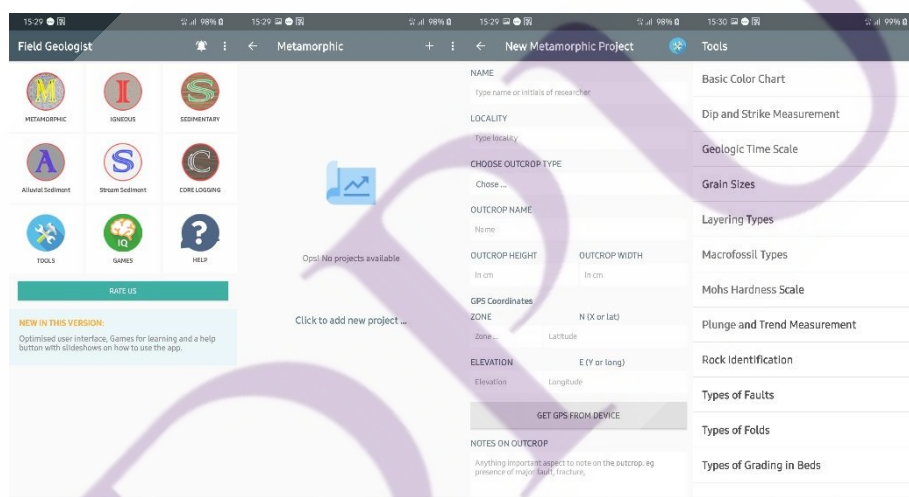 15:29
98%
Field Geologist
METAMORPHIC
IGNEOUS
SEDIMENTARY
Alluvial Sediment
Stream Sediment
CORE LOGGING
TOOLS
GAMES
HELP
RATE US
NEW IN THIS VERSION:
Optimised user interface, Games for learning and a help
button with slideshows on how to use the app.
15:29
98%
Metamorphic
Ops! No projects available
Click to add new project ...
15:29
98%
New Metamorphic Project
NAME
Type name or initials of researcher
LOCALITY
Type locality
CHOOSE OUTCROP TYPE
Chose ...
OUTCROP NAME
Name
OUTCROP HEIGHT OUTCROP WIDTH
In cm In cm
GPS Coordinates
ZONE N (X or lat)
Zone ... Latitude
ELEVATION E (Y or long)
Elevation Longitude
GET GPS FROM DEVICE
NOTES ON OUTCROP
Anything important aspect to note on the outcrop. eg
presence of major fault, fracture,
15:30
99%
Tools
Basic Color Chart
Dip and Strike Measurement
Geologic Time Scale
Grain Sizes
Layering Types
Macrofossil Types
Mohs Hardness Scale
Plunge and Trend Measurement
Rock Identification
Types of Faults
Types of Folds
Types of Grading in Beds